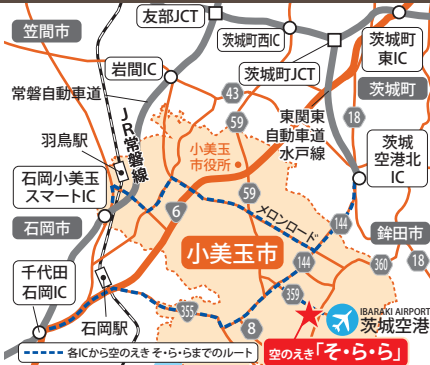 笠間市
友部JCT
茨城町西IC
茨城町
東IC
岩間IC
茨城町JCT
茨城町
常磐自動車道
43
東関東
自動車道
水戸線
18
JR常磐線
59
羽鳥駅
小美玉
市役所
茨城
空港北
IC
石岡小美玉
スマートIC
59
6
メロンロード
144
石岡市
鉾田市
小美玉市
144
360
18
千代田
石岡IC
359
石岡駅
355
8
IBARAKI AIRPORT
茨城空港
各ICから空のえき そ・ら・らまでのルート
空のえき「そ・ら・ら」